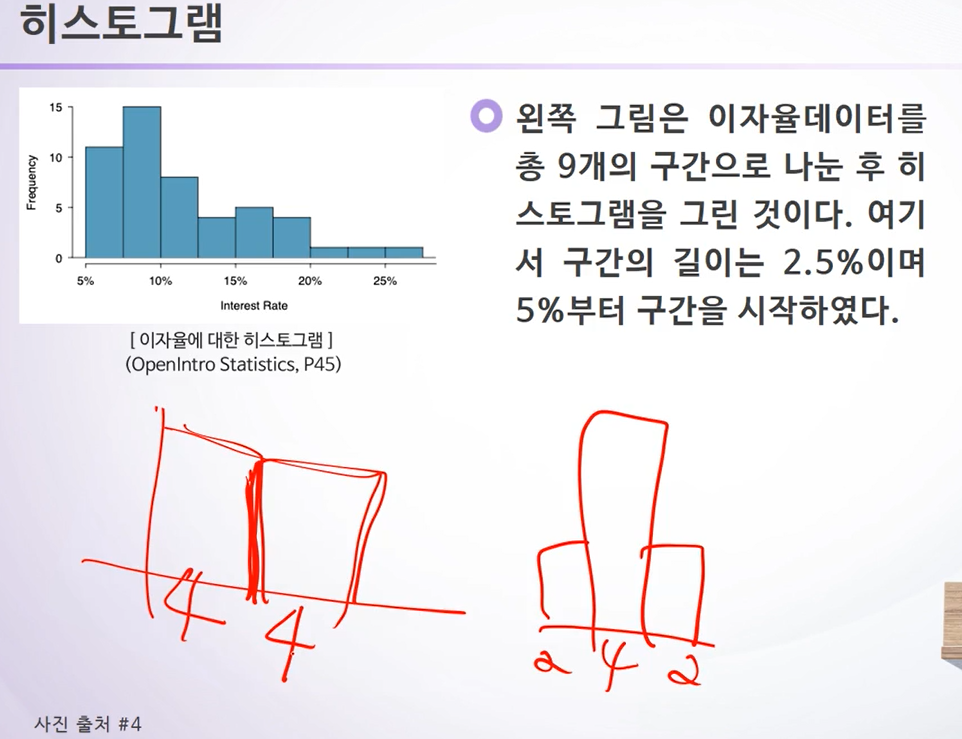 히스토그램
15
10
5
0
Frequency
5%
10%
15%
20%
25%
Interest Rate
[ 이자율에 대한 히스토그램 ]
(OpenIntro Statistics, P45)
왼쪽 그림은 이자율데이터를
총 9개의 구간으로 나눈 후 히
스토그램을 그린 것이다. 여기
서 구간의 길이는 2.5%이며
5%부터 구간을 시작하였다.
4 4
2 4 2
사진 출처 #4